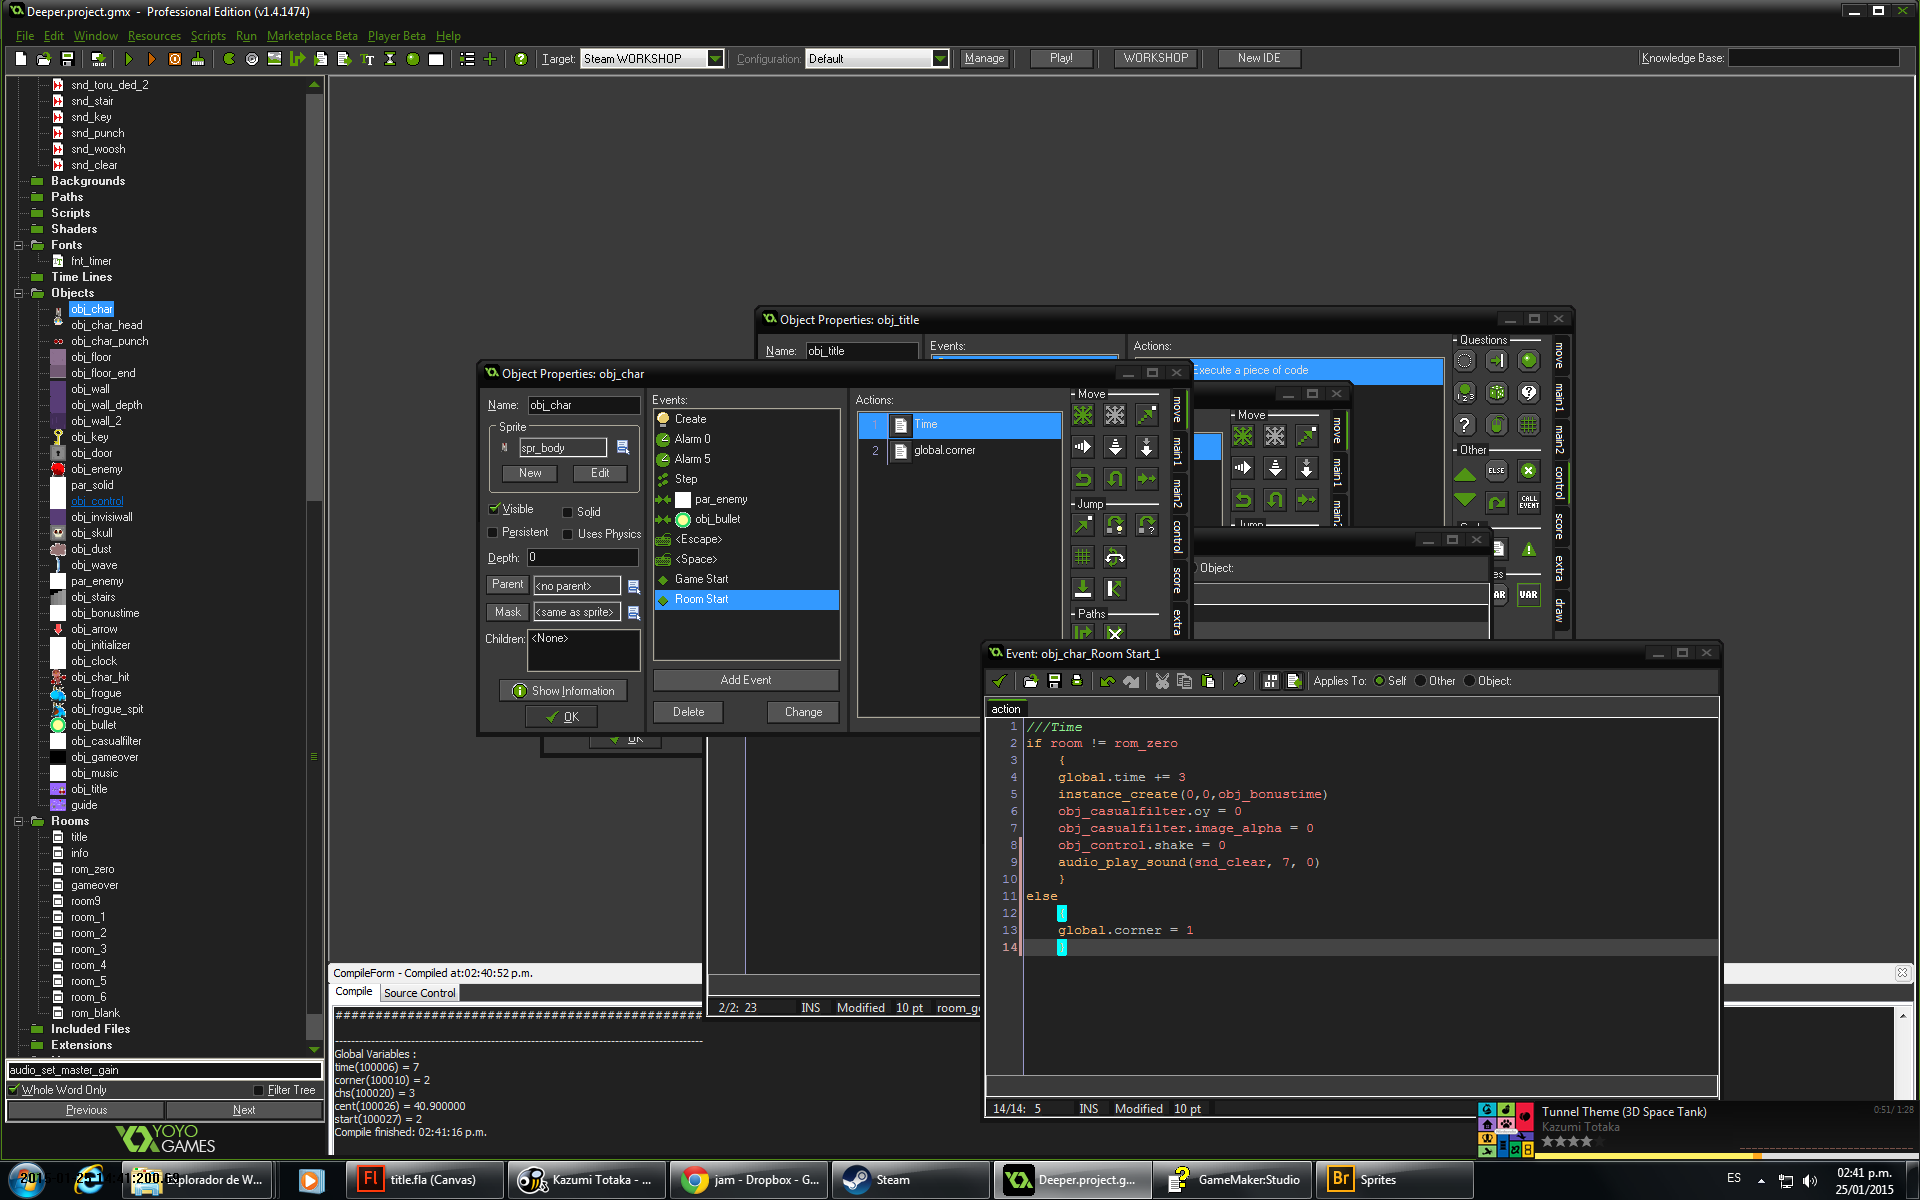 Deeper.project.gmx - Professional Edition (v1.4.1474)
File Edit Window Resources Scripts Run Marketplace Beta Player Beta Help
Target: Steam WORKSHOP Configuration: Default Manage Play! WORKSHOP New IDE Knowledge Base:
snd_toru_ded_2
snd_stair
snd_key
snd_punch
snd_woosh
snd_clear
Backgrounds
Paths
Scripts
Shaders
Fonts
fnt_timer
Time Lines
Objects
obj_char
obj_char_head
obj_char_punch
obj_floor
obj_floor_end
obj_wall
obj_wall_depth
obj_wall_2
obj_key
obj_door
obj_enemy
par_solid
obj_control
obj_invisiwall
obj_skull
obj_dust
obj_wave
par_enemy
obj_stairs
obj_bonustime
obj_arrow
obj_initializer
obj_clock
obj_char_hit
obj_frogue
obj_frogue_spit
obj_bullet
obj_casualfilter
obj_gameover
obj_music
obj_title
guide
Rooms
title
info
rom_zero
gameover
room9
room_1
room_2
room_3
room_4
room_5
room_6
rom_blank
Included Files
Extensions
audio_set_master_gain
Whole Word Only Filter Tree
Previous Next
YOYO GAMES
Object Properties: obj_title
Name: obj_title
Events:
Actions:
Execute a piece of code
Questions
Other
ELSE
CALL EVENT
VAR
move
main1
main2
control
score
extra
draw
Move
Jump
move
main1
main2
Object:
Object Properties: obj_char
Name: obj_char
Sprite
spr_body
New Edit
Visible Solid
Persistent Uses Physics
Depth: 0
Parent <no parent>
Mask <same as sprite>
Children: <None>
Show Information
OK
Events:
Create
Alarm 0
Alarm 5
Step
par_enemy
obj_bullet
<Escape>
<Space>
Game Start
Room Start
Add Event
Delete Change
Actions:
1 Time
2 global.corner
Move
Jump
Paths
move
main1
main2
control
score
extra
OK
Event: obj_char_Room Start_1
Applies To: Self Other Object:
action
1 ///Time
2 if room != rom_zero
3 {
4 global.time += 3
5 instance_create(0,0,obj_bonustime)
6 obj_casualfilter.oy = 0
7 obj_casualfilter.image_alpha = 0
8 obj_control.shake = 0
9 audio_play_sound(snd_clear, 7, 0)
10 }
11 else
12 {
13 global.corner = 1
14 }
14/14: 5 INS Modified 10 pt
2/2: 23 INS Modified 10 pt room_g
CompileForm - Compiled at:02:40:52 p.m.
Compile Source Control
Global Variables :
time(100006) = 7
corner(100010) = 2
chs(100020) = 3
cent(100026) = 40.900000
start(100027) = 2
Compile finished: 02:41:16 p.m.
Tunnel Theme (3D Space Tank)
Kazumi Totaka
0:51/ 1:28
Explorador de W...
title.fla (Canvas)
Kazumi Totaka - ...
jam - Dropbox - G...
Steam
Deeper.project.g...
GameMaker:Studio
Sprites
ES
02:41 p.m.
25/01/2015